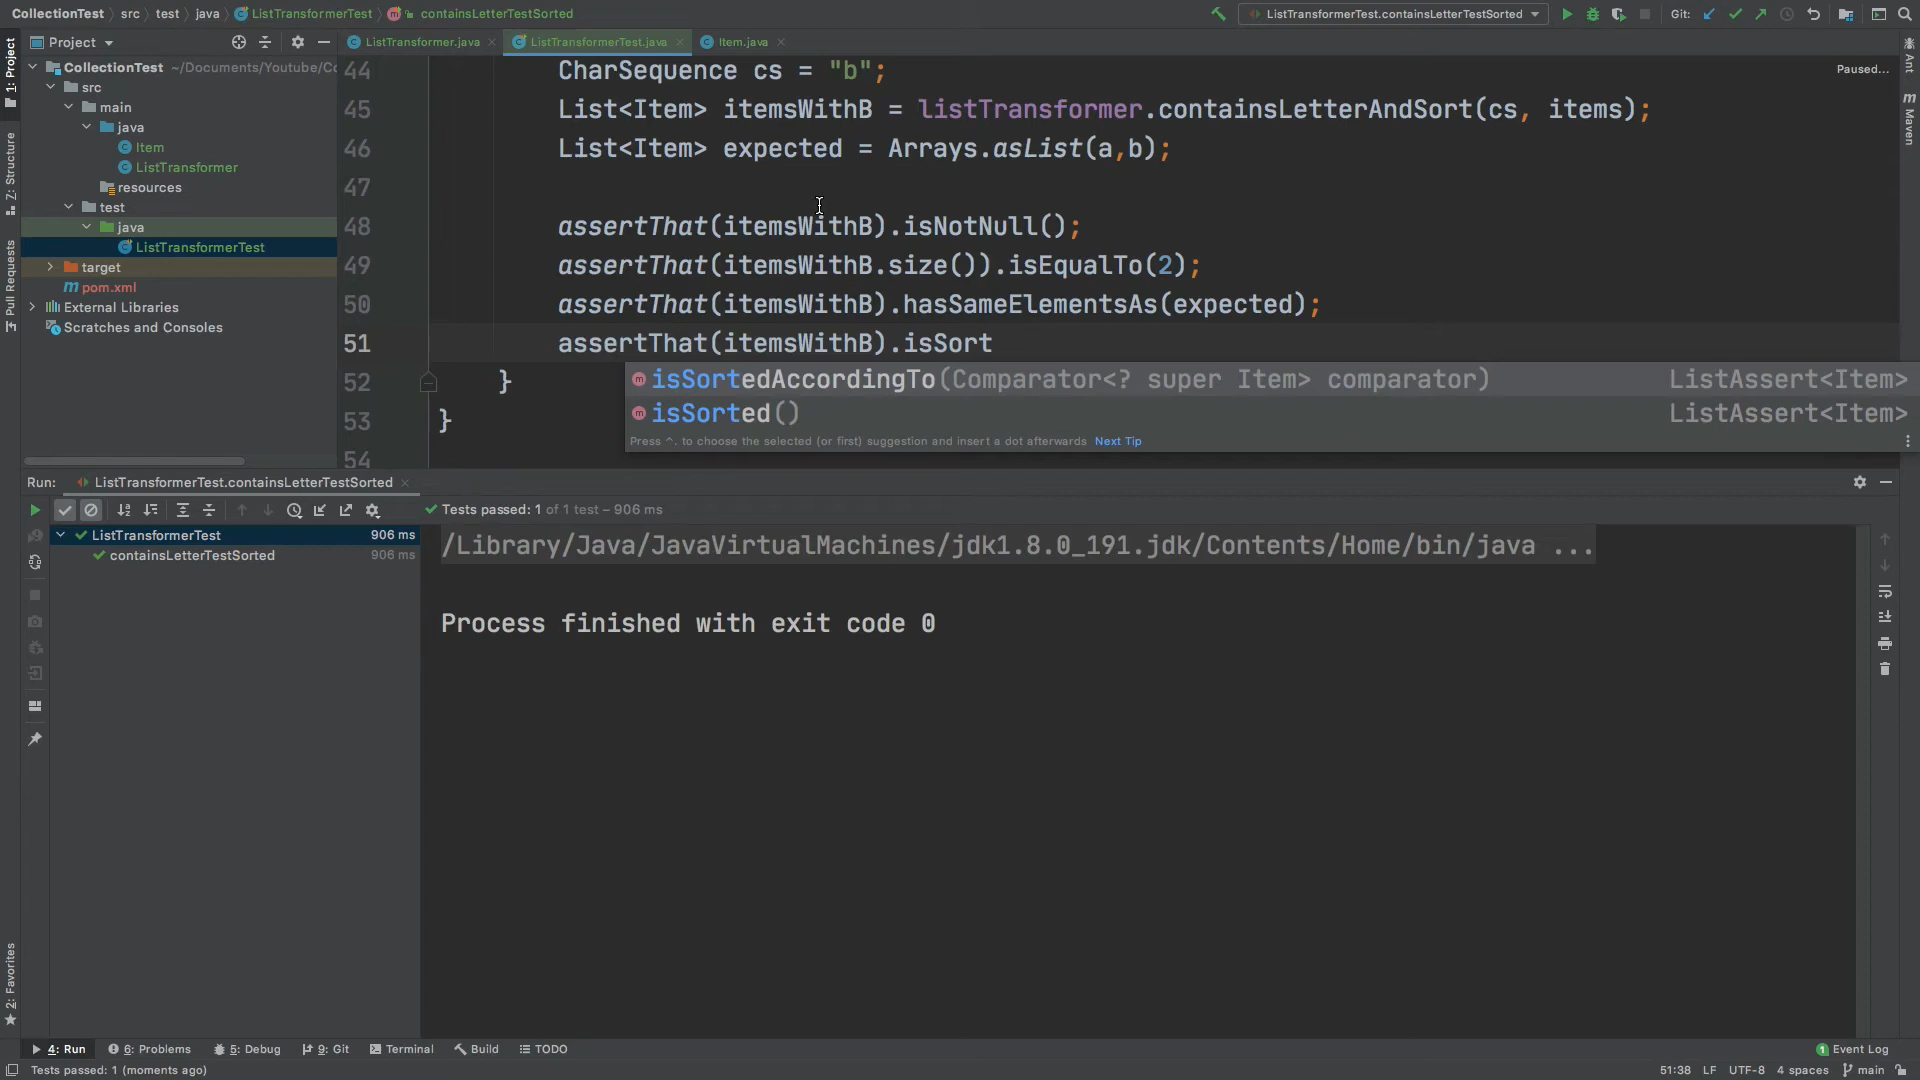 CollectionTest src test java ListTransformerTest containsLetterTestSorted ListTransformerTest.containsLetterTestSorted Git:
Project ListTransformer.java ListTransformerTest.java Item.java
1: Project
Z: Structure
Pull Requests
2: Favorites
CollectionTest ~/Documents/Youtube/Co
src
main
java
Item
ListTransformer
resources
test
java
ListTransformerTest
target
pom.xml
External Libraries
Scratches and Consoles
Paused...
Ant
Maven
44 CharSequence cs = "b";
45 List<Item> itemsWithB = listTransformer.containsLetterAndSort(cs, items);
46 List<Item> expected = Arrays.asList(a,b);
47
48 assertThat(itemsWithB).isNotNull();
49 assertThat(itemsWithB.size()).isEqualTo(2);
50 assertThat(itemsWithB).hasSameElementsAs(expected);
51 assertThat(itemsWithB).isSort
52 }
53 }
54
isSortedAccordingTo(Comparator<? super Item> comparator) ListAssert<Item>
isSorted() ListAssert<Item>
Press ^. to choose the selected (or first) suggestion and insert a dot afterwards Next Tip
Run: ListTransformerTest.containsLetterTestSorted
Tests passed: 1 of 1 test – 906 ms
ListTransformerTest 906 ms
containsLetterTestSorted 906 ms
/Library/Java/JavaVirtualMachines/jdk1.8.0_191.jdk/Contents/Home/bin/java ...
Process finished with exit code 0
4: Run 6: Problems 5: Debug 9: Git Terminal Build TODO 1 Event Log
Tests passed: 1 (moments ago) 51:38 LF UTF-8 4 spaces main